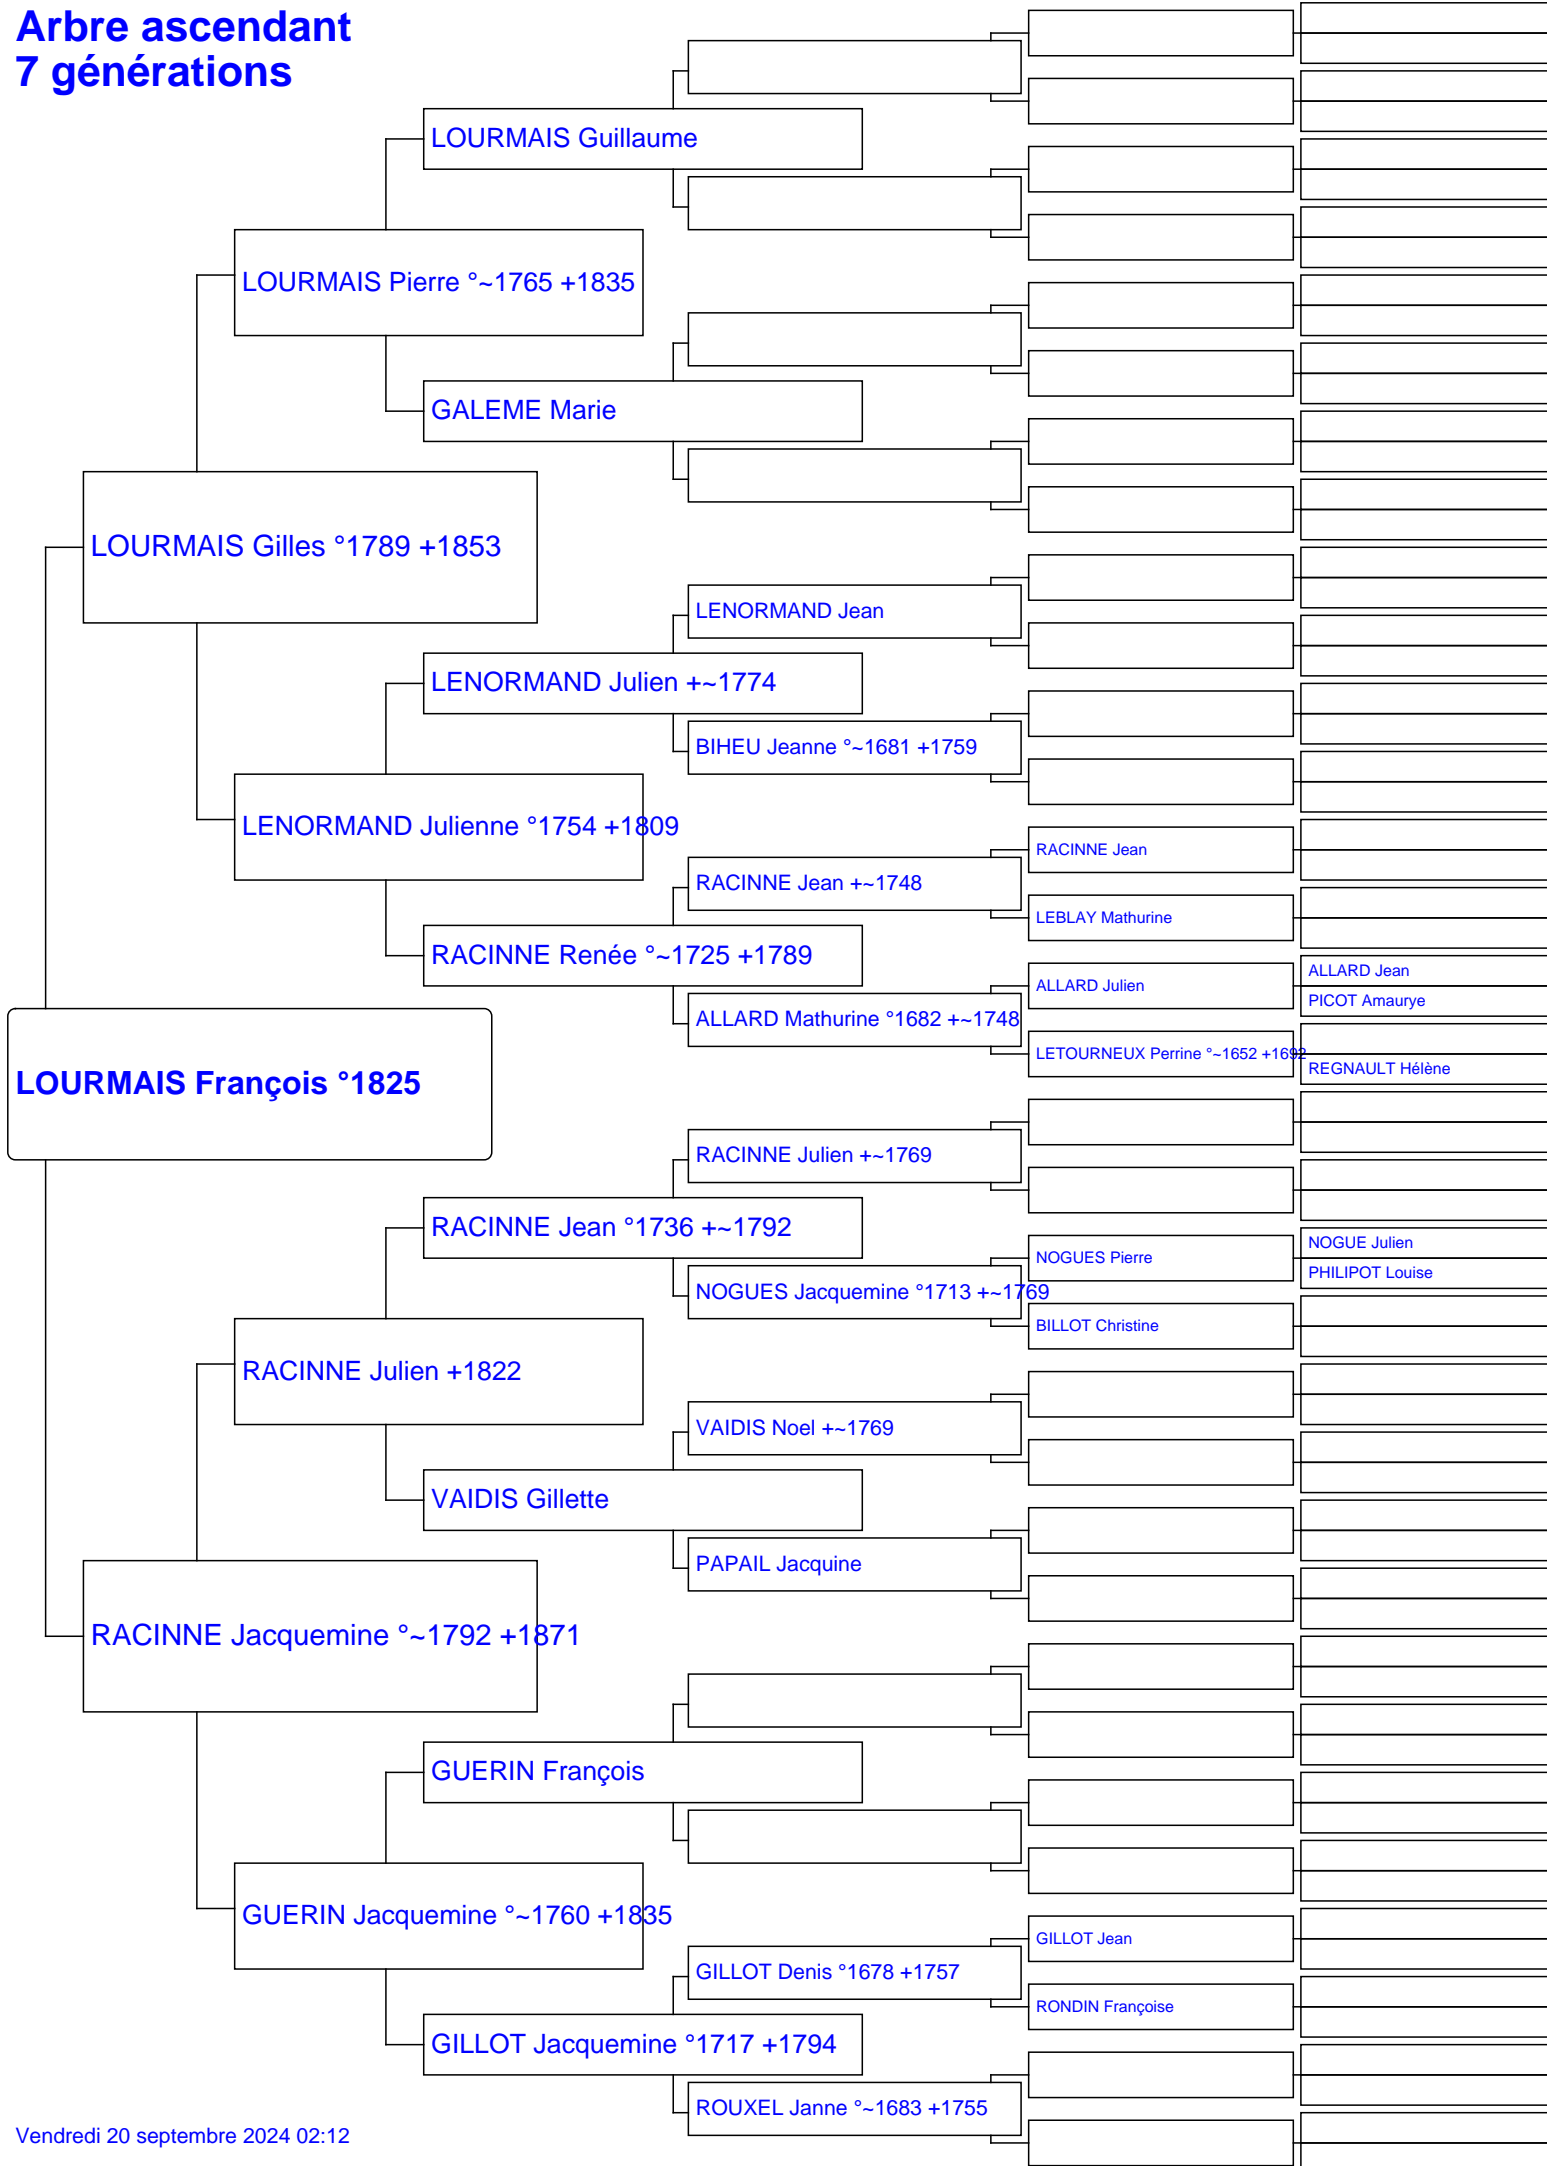 Arbre ascendant
7 générations
LOURMAIS Guillaume
LOURMAIS Pierre °~1765 +1835
GALEME Marie
LOURMAIS Gilles °1789 +1853
LENORMAND Jean
LENORMAND Julien +~1774
BIHEU Jeanne °~1681 +1759
LENORMAND Julienne °1754 +1809
RACINNE Jean
RACINNE Jean +~1748
LEBLAY Mathurine
RACINNE Renée °~1725 +1789
ALLARD Jean
ALLARD Julien
PICOT Amaurye
ALLARD Mathurine °1682 +~1748
LETOURNEUX Perrine °~1652 +1692
REGNAULT Hélène
LOURMAIS François °1825
RACINNE Julien +~1769
RACINNE Jean °1736 +~1792
NOGUE Julien
NOGUES Pierre
PHILIPOT Louise
NOGUES Jacquemine °1713 +~1769
BILLOT Christine
RACINNE Julien +1822
VAIDIS Noel +~1769
VAIDIS Gillette
PAPAIL Jacquine
RACINNE Jacquemine °~1792 +1871
GUERIN François
GUERIN Jacquemine °~1760 +1835
GILLOT Jean
GILLOT Denis °1678 +1757
RONDIN Françoise
GILLOT Jacquemine °1717 +1794
ROUXEL Janne °~1683 +1755
Vendredi 20 septembre 2024 02:12